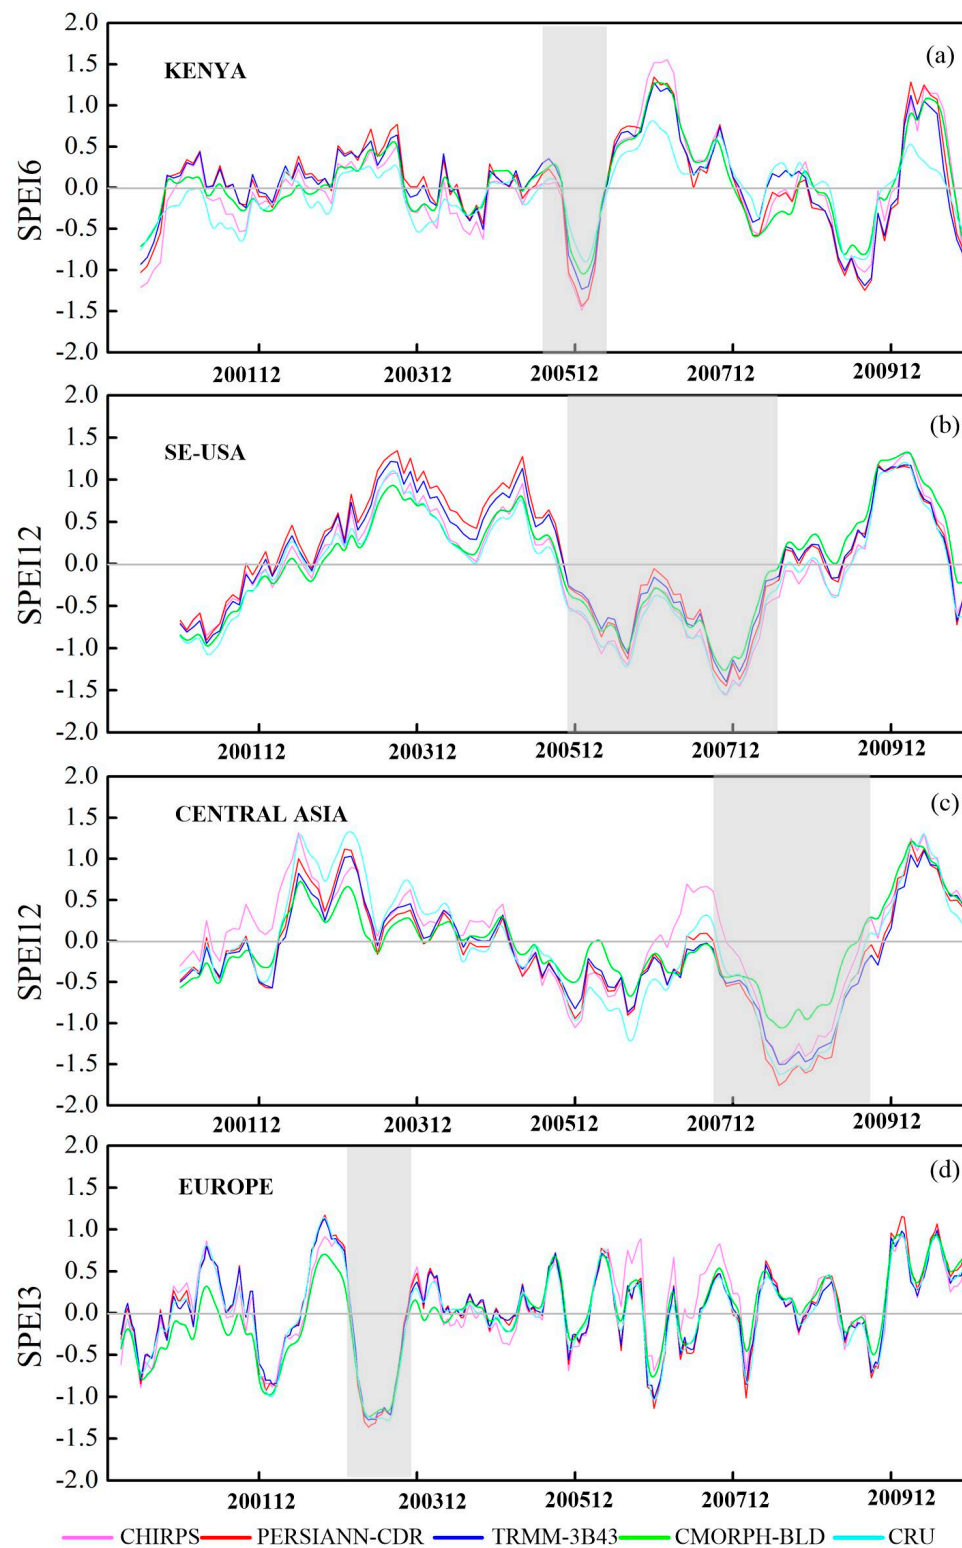 (a)
KENYA
SPEI6
2.0
1.5
1.0
0.5
0.0
-0.5
-1.0
-1.5
-2.0
200112 200312 200512 200712 200912
(b)
SE-USA
SPEI12
2.0
1.5
1.0
0.5
0.0
-0.5
-1.0
-1.5
-2.0
200112 200312 200512 200712 200912
(c)
CENTRAL ASIA
SPEI12
2.0
1.5
1.0
0.5
0.0
-0.5
-1.0
-1.5
-2.0
200112 200312 200512 200712 200912
(d)
EUROPE
SPEI3
2.0
1.5
1.0
0.5
0.0
-0.5
-1.0
-1.5
-2.0
200112 200312 200512 200712 200912
CHIRPS PERSIANN-CDR TRMM-3B43 CMORPH-BLD CRU